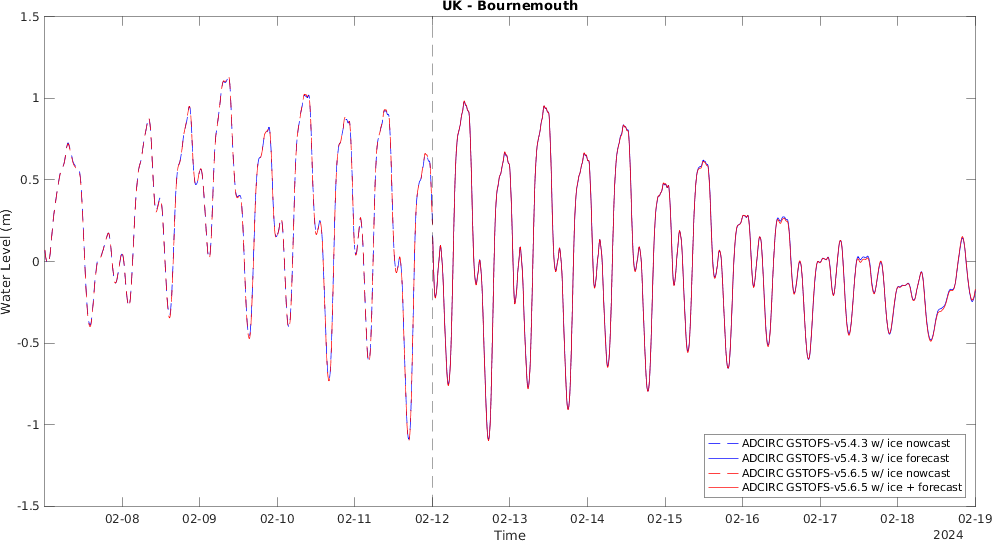 UK - Bournemouth
Water Level (m)
1.5
1
0.5
0
-0.5
-1
-1.5
ADCIRC GSTOFS-v5.4.3 w/ ice nowcast
ADCIRC GSTOFS-v5.4.3 w/ ice forecast
ADCIRC GSTOFS-v5.6.5 w/ ice nowcast
ADCIRC GSTOFS-v5.6.5 w/ ice + forecast
02-08 02-09 02-10 02-11 02-12 02-13 02-14 02-15 02-16 02-17 02-18 02-19
Time
2024